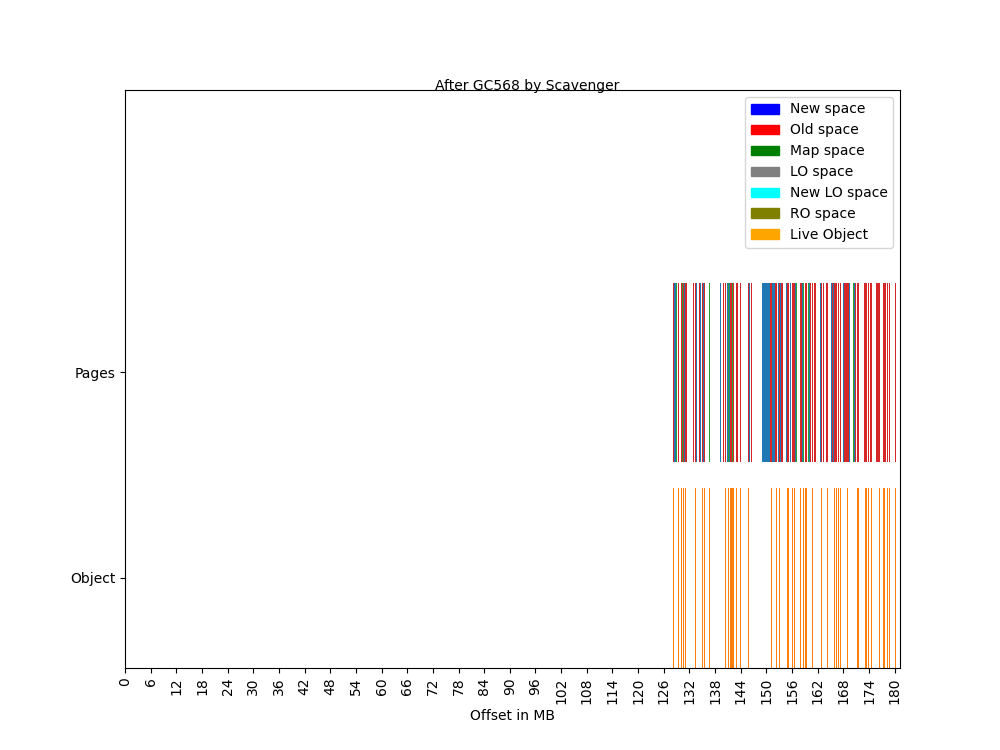 After GC568 by Scavenger
New space
Old space
Map space
LO space
New LO space
RO space
Live Object
Pages
Object
0 6 12 18 24 30 36 42 48 54 60 66 72 78 84 90 96 102 108 114 120 126 132 138 144 150 156 162 168 174 180
Offset in MB